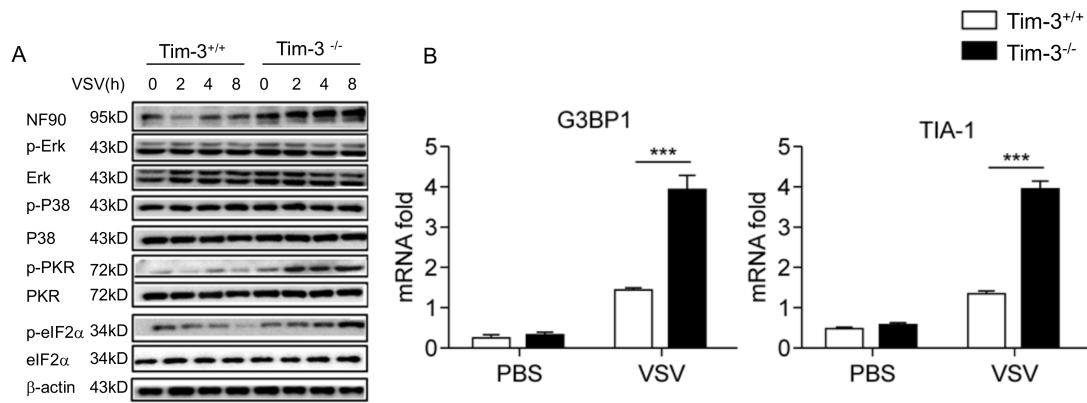 A
Tim-3+/+ Tim-3 -/-
VSV(h) 0 2 4 8 0 2 4 8
NF90 95kD
p-Erk 43kD
Erk 43kD
p-P38 43kD
P38 43kD
p-PKR 72kD
PKR 72kD
p-eIF2α 34kD
eIF2α 34kD
β-actin 43kD
B
Tim-3+/+
Tim-3-/-
G3BP1
mRNA fold
5
4
3
2
1
0
***
PBS VSV
TIA-1
mRNA fold
5
4
3
2
1
0
***
PBS VSV